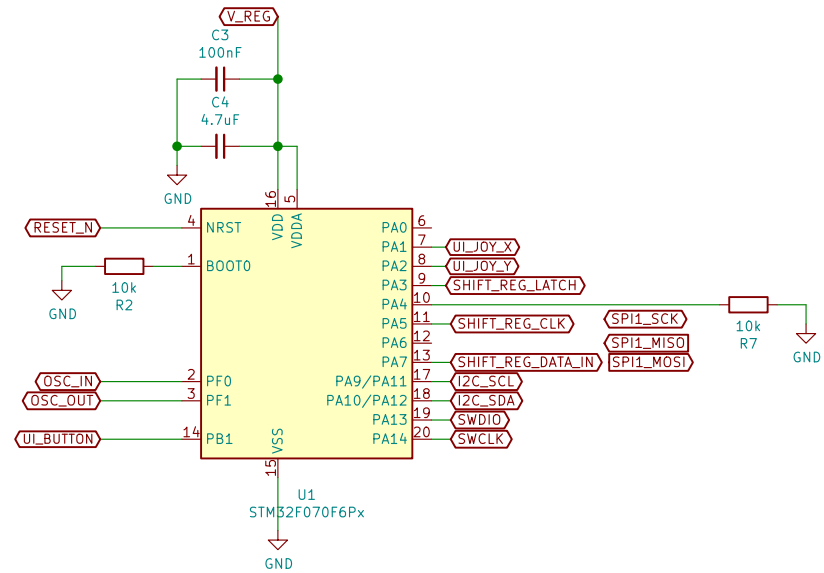 V_REG
C3
100nF
C4
4.7uF
GND
16
5
VDD
VDDA
RESET_N
4
NRST
PA0
6
PA1
7
UI_JOY_X
1
BOOT0
PA2
8
UI_JOY_Y
PA3
9
SHIFT_REG_LATCH
10k
R2
GND
PA4
10
10k
R7
GND
PA5
11
SHIFT_REG_CLK
SPI1_SCK
PA6
12
SPI1_MISO
PA7
13
SHIFT_REG_DATA_IN
SPI1_MOSI
OSC_IN
2
PF0
PA9/PA11
17
I2C_SCL
OSC_OUT
3
PF1
PA10/PA12
18
I2C_SDA
PA13
19
SWDIO
UI_BUTTON
14
PB1
PA14
20
SWCLK
VSS
15
U1
STM32F070F6Px
GND